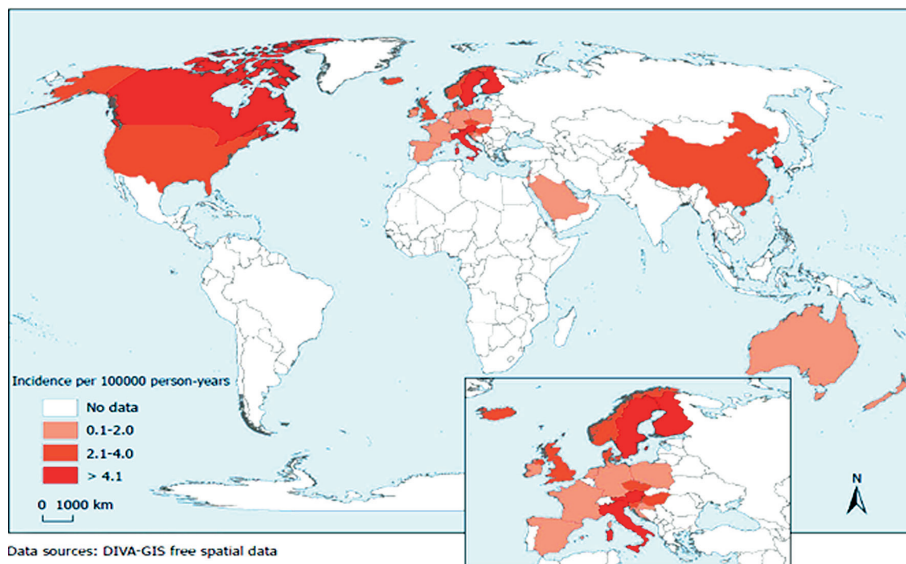 Incidence per 100000 person-years
No data
0.1-2.0
2.1-4.0
> 4.1
0 1000 km
N
Data sources: DIVA-GIS free spatial data